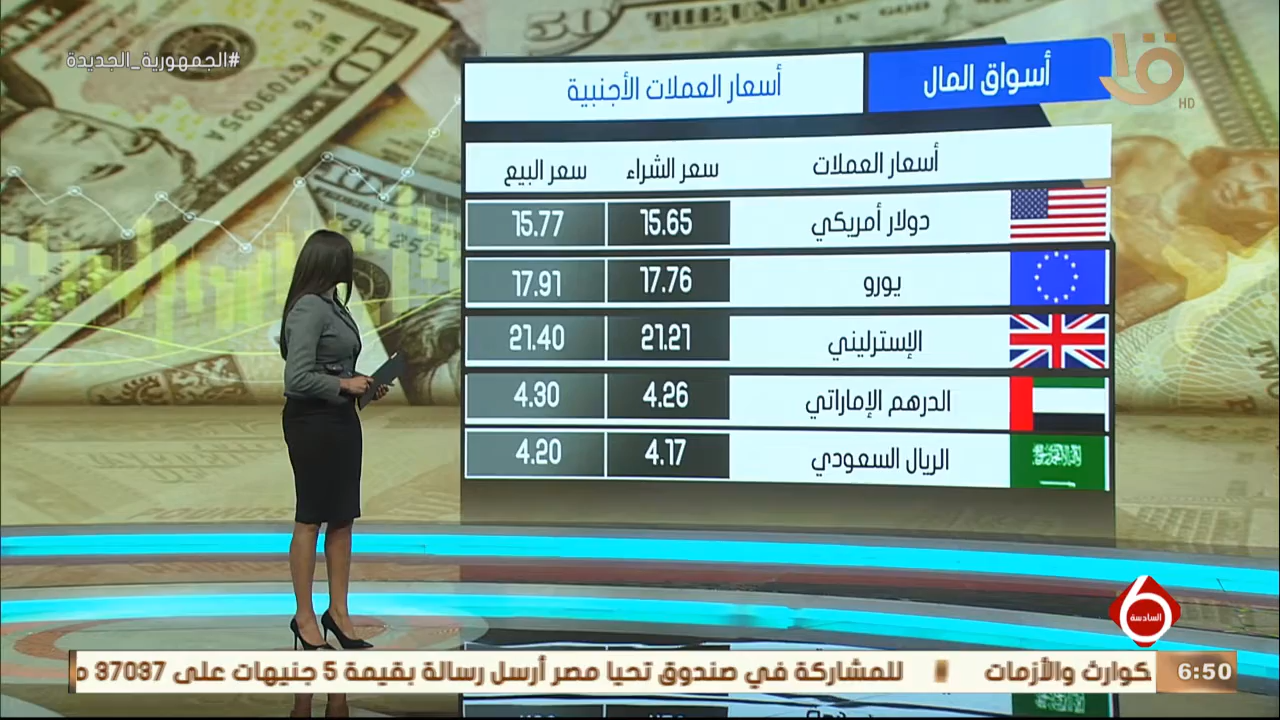 #الجمهورية_الجديدة
أسواق المال
أسعار العملات الأجنبية
HD
أسعار العملات سعر الشراء سعر البيع
دولار أمريكي 15.65 15.77
يورو 17.76 17.91
الإسترليني 21.21 21.40
الدرهم الإماراتي 4.26 4.30
الريال السعودي 4.17 4.20
السادسة
6:50 كوارث والأزمات للمشاركة في صندوق تحيا مصر أرسل رسالة بقيمة 5 جنيهات على 37037